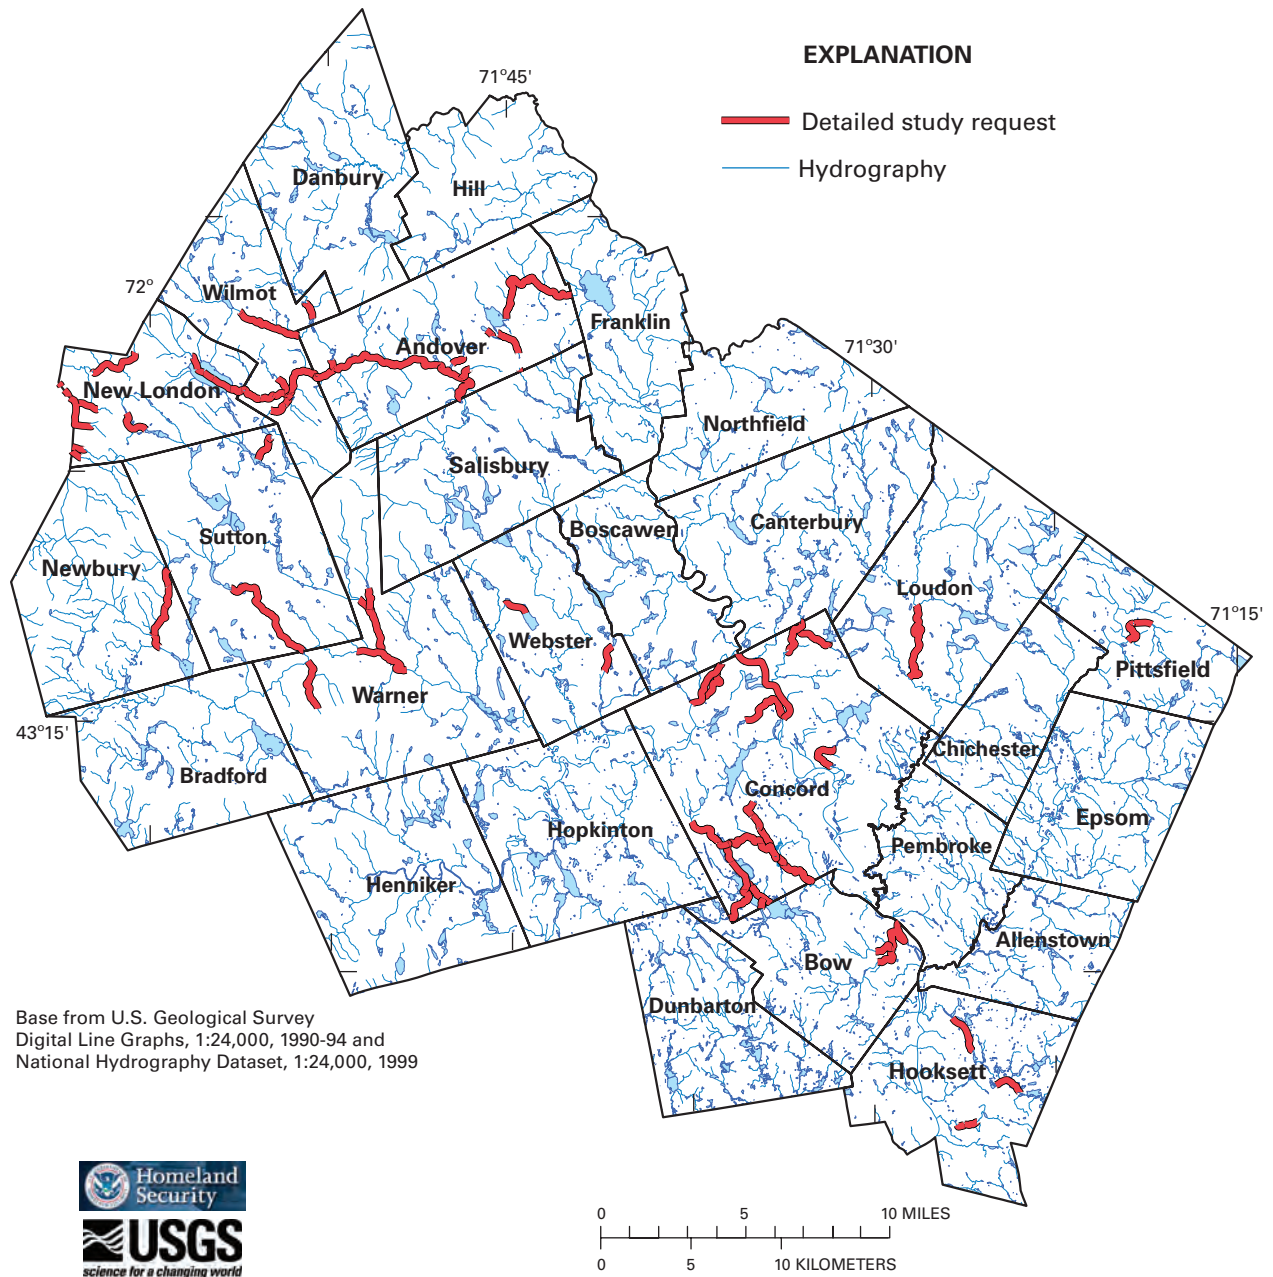 EXPLANATION
71°45'
Detailed study request
Hydrography
Danbury
Hill
72°
Wilmot
Franklin
Andover
71°30'
New London
Northfield
Salisbury
Boscawen
Canterbury
Sutton
Newbury
Loudon
71°15'
Webster
Pittsfield
Warner
43°15'
Chichester
Bradford
Concord
Epsom
Hopkinton
Pembroke
Henniker
Allenstown
Bow
Dunbarton
Base from U.S. Geological Survey
Digital Line Graphs, 1:24,000, 1990-94 and
National Hydrography Dataset, 1:24,000, 1999
Hooksett
Homeland
Security
USGS
science for a changing world
0 5 10 MILES
0 5 10 KILOMETERS